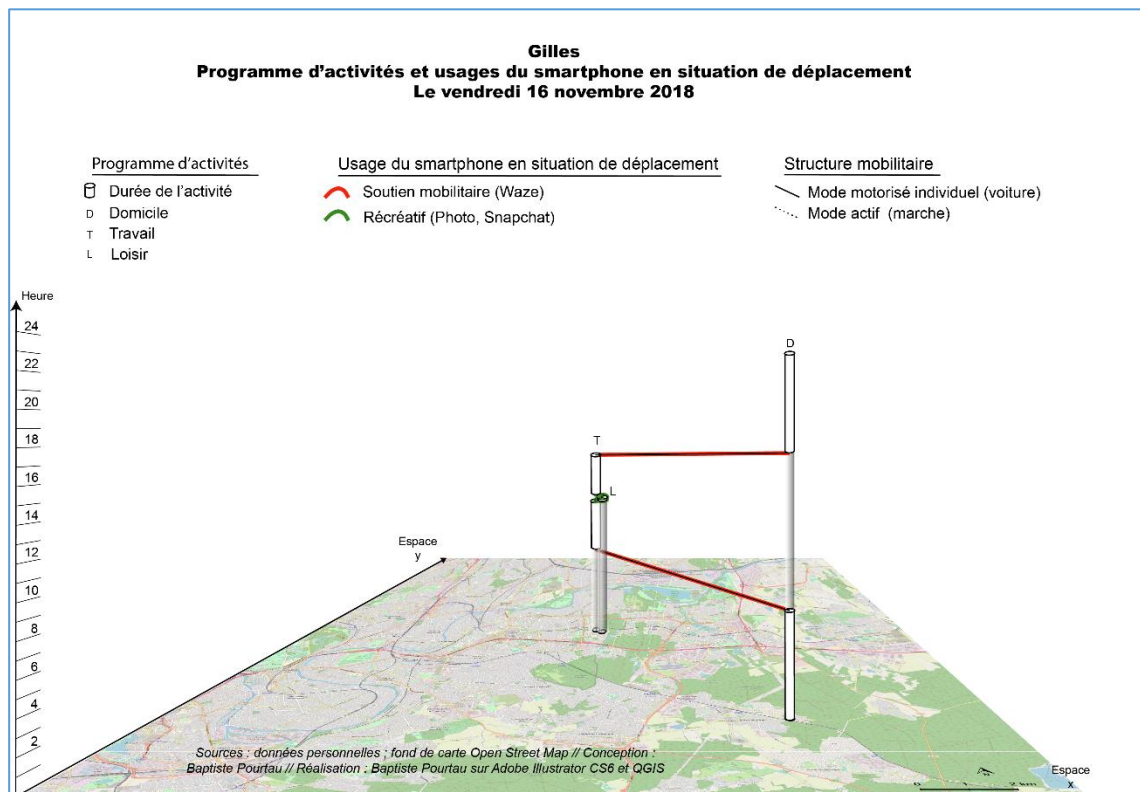 Gilles
Programme d'activités et usages du smartphone en situation de déplacement
Le vendredi 16 novembre 2018
Programme d'activités
Durée de l'activité
D Domicile
T Travail
L Loisir
Usage du smartphone en situation de déplacement
Soutien mobilitaire (Waze)
Récréatif (Photo, Snapchat)
Structure mobilitaire
Mode motorisé individuel (voiture)
Mode actif (marche)
Heure
24
22
20
18
16
14
12
10
8
6
4
2
D
T
L
Espace
y
Sources : données personnelles ; fond de carte Open Street Map // Conception :
Baptiste Pourtau // Réalisation : Baptiste Pourtau sur Adobe Illustrator CS6 et QGIS
N
0 1 2 km
Espace
x